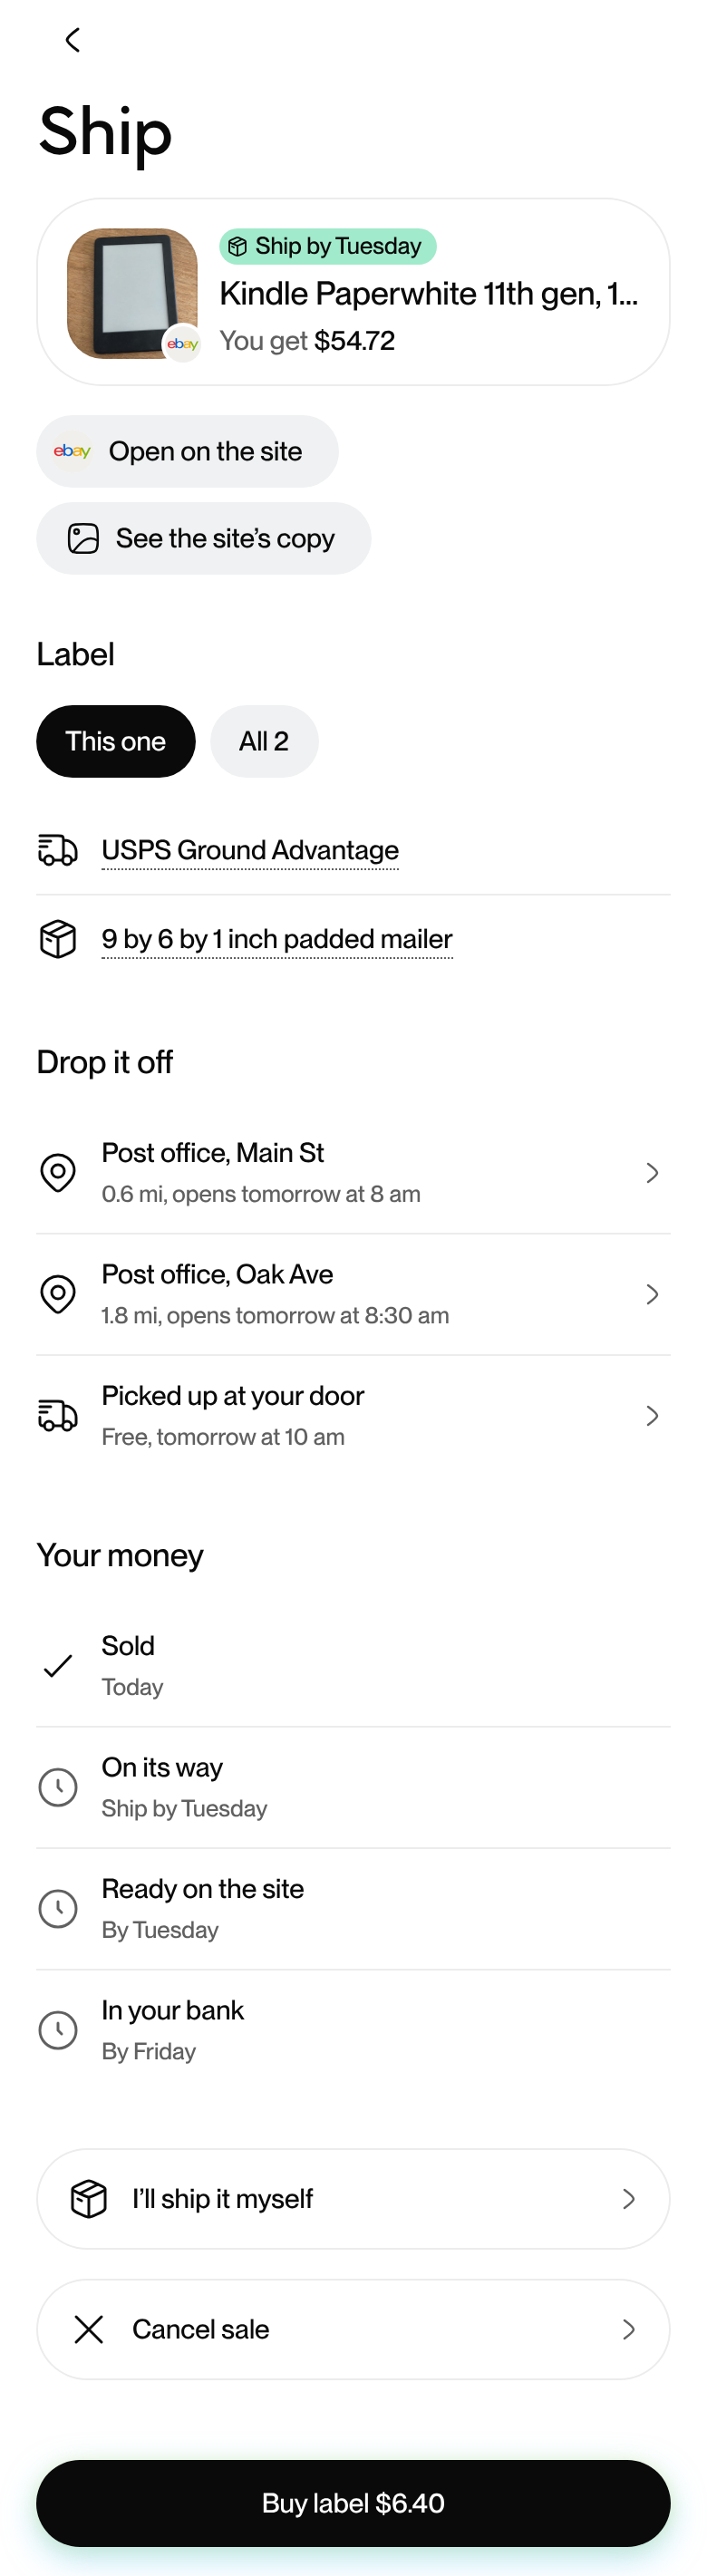 Ship
Ship by Tuesday
Kindle Paperwhite 11th gen, 1...
You get $54.72
ebay
ebay Open on the site
See the site’s copy
Label
This one All 2
USPS Ground Advantage
9 by 6 by 1 inch padded mailer
Drop it off
Post office, Main St
0.6 mi, opens tomorrow at 8 am
Post office, Oak Ave
1.8 mi, opens tomorrow at 8:30 am
Picked up at your door
Free, tomorrow at 10 am
Your money
Sold
Today
On its way
Ship by Tuesday
Ready on the site
By Tuesday
In your bank
By Friday
I’ll ship it myself
Cancel sale
Buy label $6.40